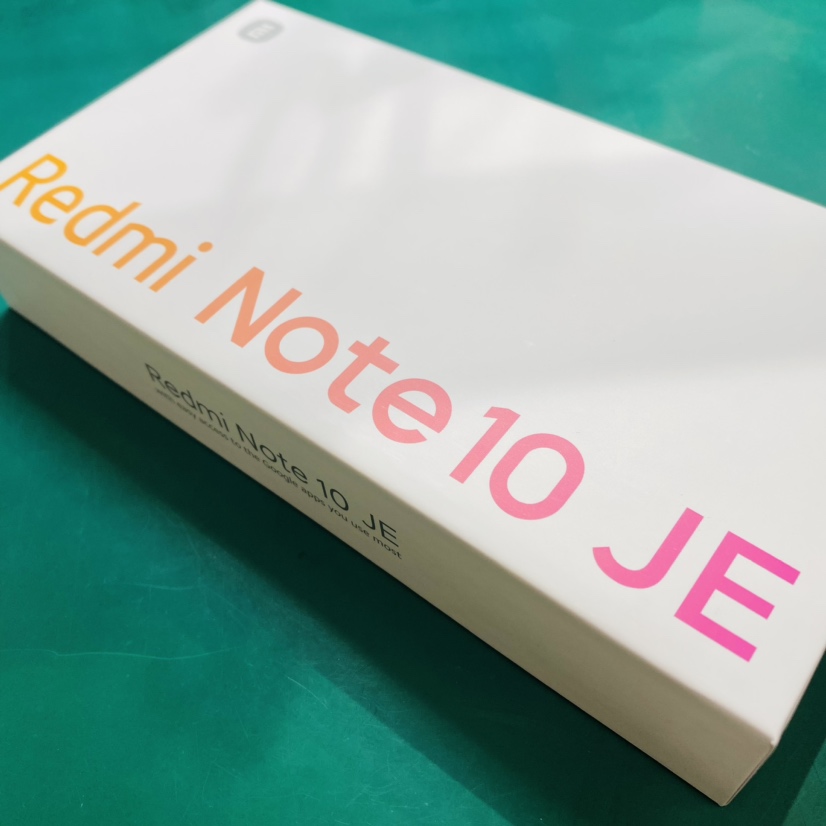 Redmi Note 10 JE
Redmi Note 10 JE
with easy access to the Google apps you use most